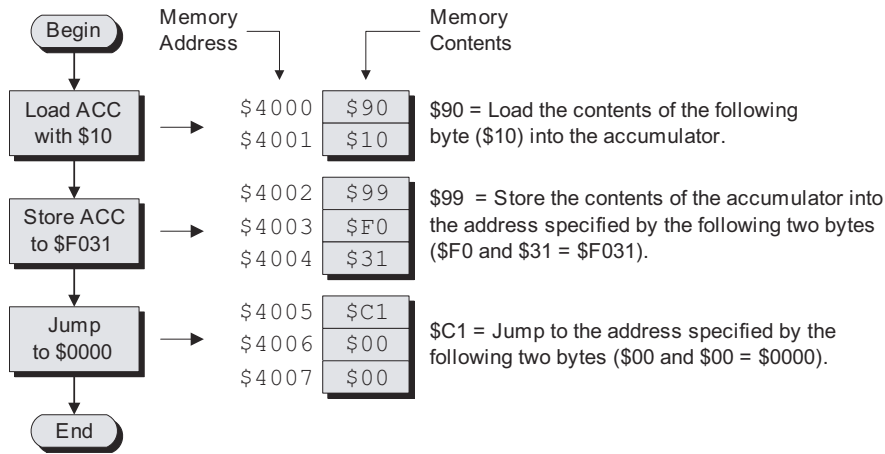 Begin
Memory
Address
Memory
Contents
Load ACC
with $10
$4000 $90
$4001 $10
$90 = Load the contents of the following
byte ($10) into the accumulator.
Store ACC
to $F031
$4002 $99
$4003 $F0
$4004 $31
$99 = Store the contents of the accumulator into
the address specified by the following two bytes
($F0 and $31 = $F031).
Jump
to $0000
$4005 $C1
$4006 $00
$4007 $00
$C1 = Jump to the address specified by the
following two bytes ($00 and $00 = $0000).
End